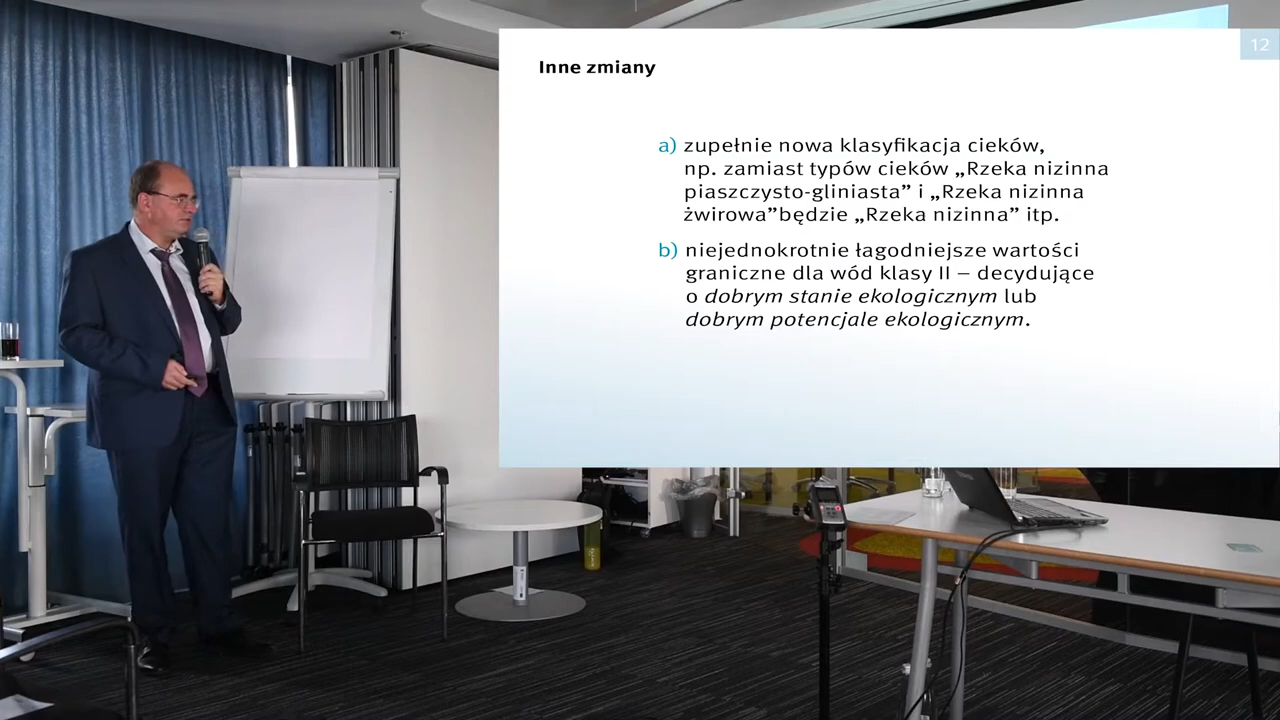 12
Inne zmiany
a) zupełnie nowa klasyfikacja cieków,
np. zamiast typów cieków „Rzeka nizinna
piaszczysto-gliniasta” i „Rzeka nizinna
żwirowa”będzie „Rzeka nizinna” itp.
b) niejednokrotnie łagodniejsze wartości
graniczne dla wód klasy II – decydujące
o dobrym stanie ekologicznym lub
dobrym potencjale ekologicznym.